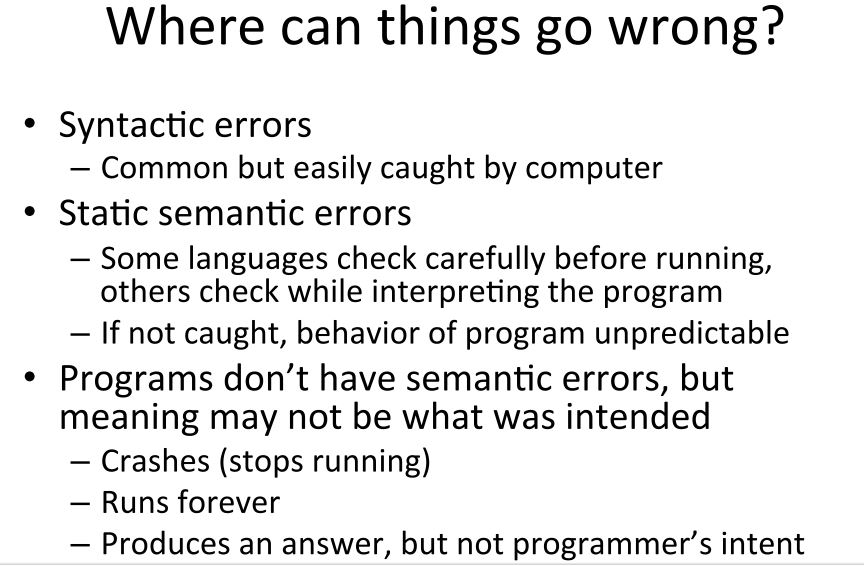 Where can things go wrong?
• Syntactic errors
– Common but easily caught by computer
• Static semantic errors
– Some languages check carefully before running,
others check while interpreting the program
– If not caught, behavior of program unpredictable
• Programs don’t have semantic errors, but
meaning may not be what was intended
– Crashes (stops running)
– Runs forever
– Produces an answer, but not programmer’s intent